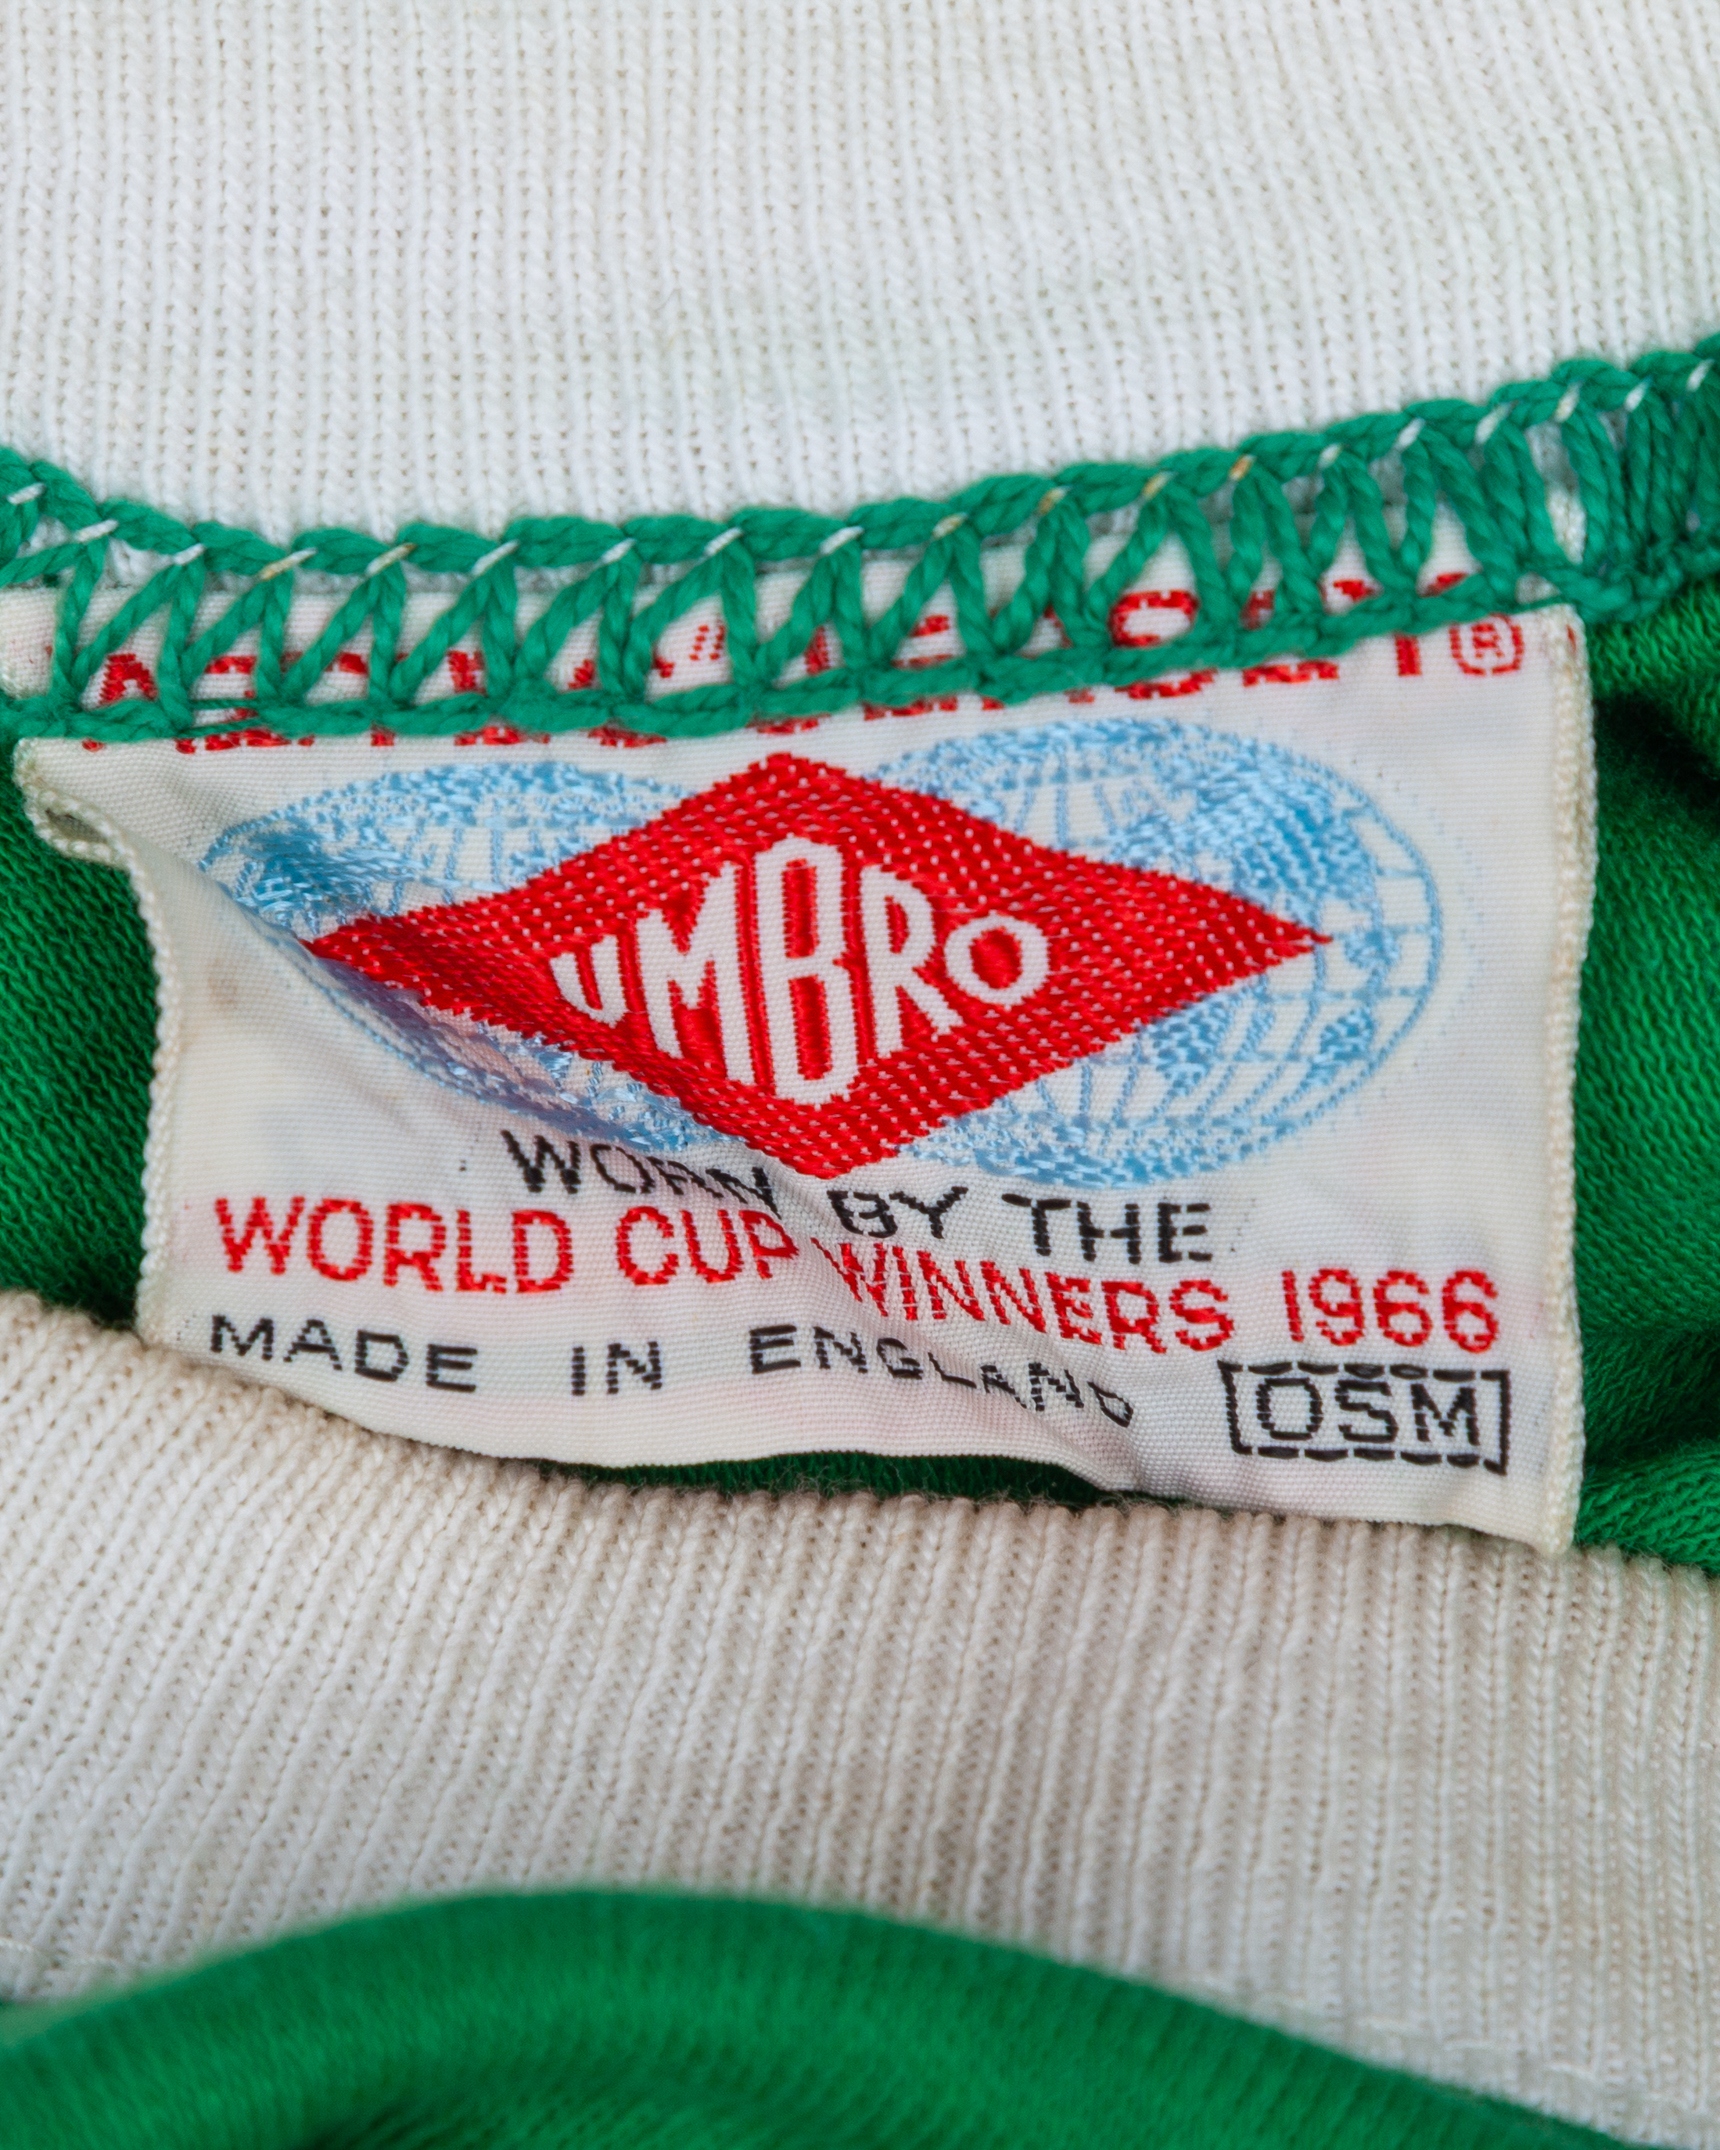 ®
UMBRO
WORN BY THE
WORLD CUP WINNERS 1966
MADE IN ENGLAND
OSM